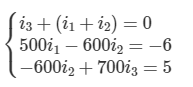 i₃ + (i₁ + i₂) = 0
500i₁ − 600i₂ = −6
−600i₂ + 700i₃ = 5